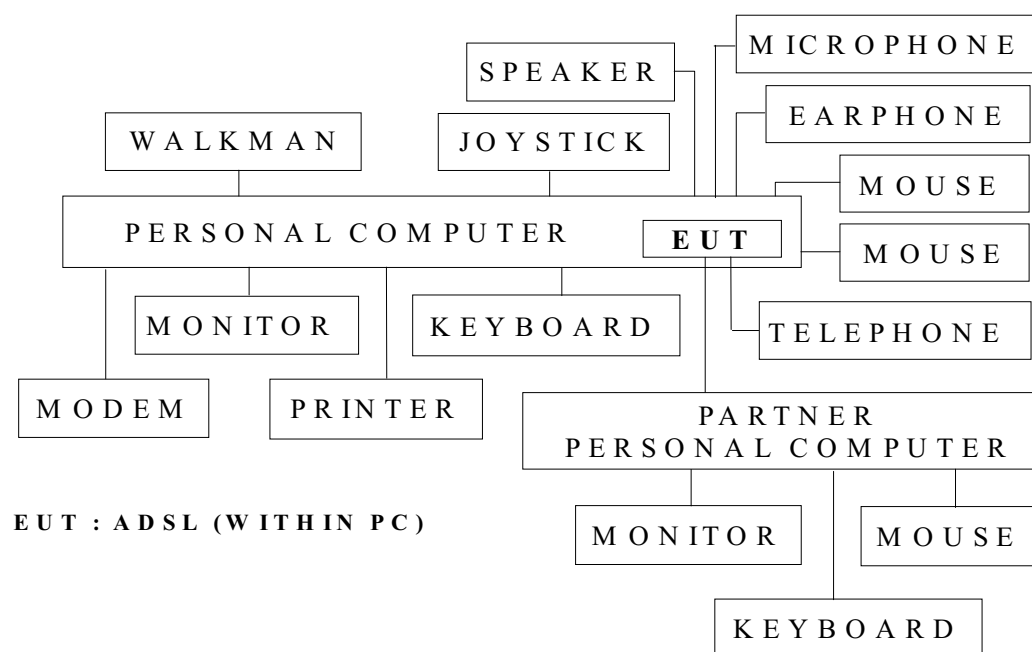 MICROPHONE
SPEAKER
EARPHONE
WALKMAN
JOYSTICK
MOUSE
PERSONAL COMPUTER
EUT
MOUSE
MONITOR
KEYBOARD
TELEPHONE
MODEM
PRINTER
PARTNER
PERSONAL COMPUTER
EUT : ADSL (WITHIN PC)
MONITOR
MOUSE
KEYBOARD